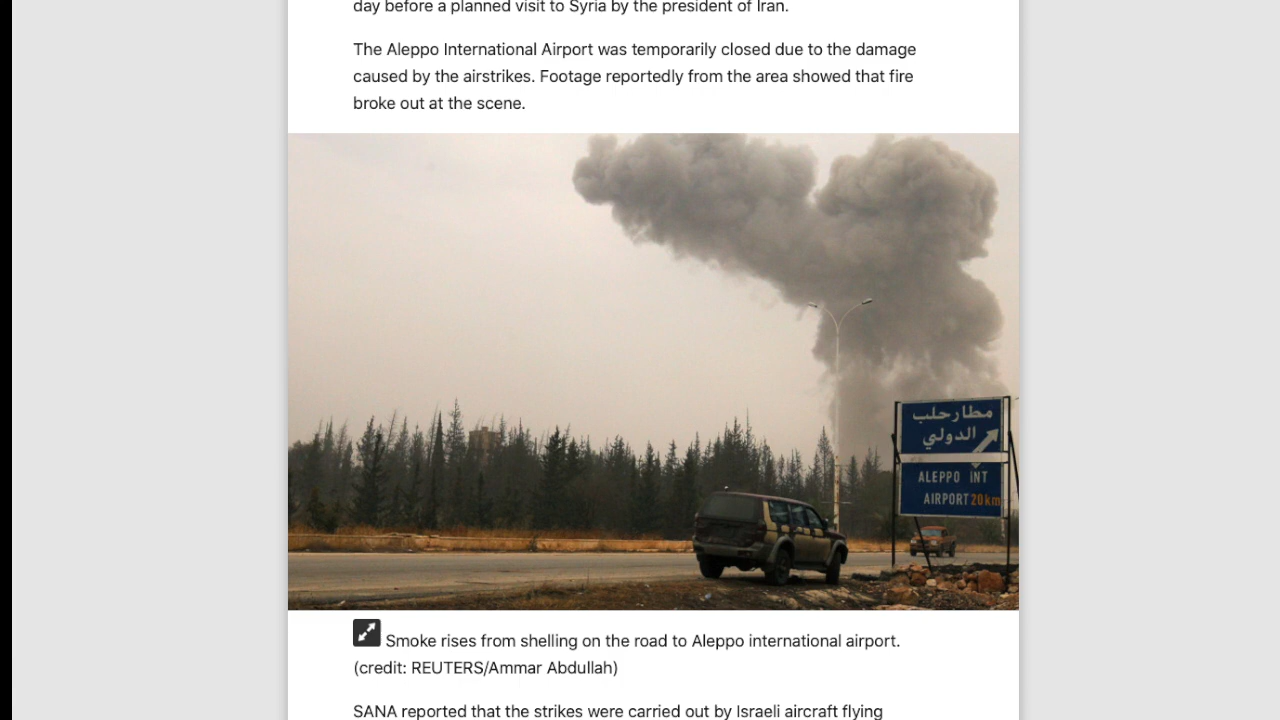 day before a planned visit to Syria by the president of Iran.
The Aleppo International Airport was temporarily closed due to the damage
caused by the airstrikes. Footage reportedly from the area showed that fire
broke out at the scene.
مطار حلب
الدولي
ALEPPO INT
AIRPORT 20km
Smoke rises from shelling on the road to Aleppo international airport.
(credit: REUTERS/Ammar Abdullah)
SANA reported that the strikes were carried out by Israeli aircraft flying